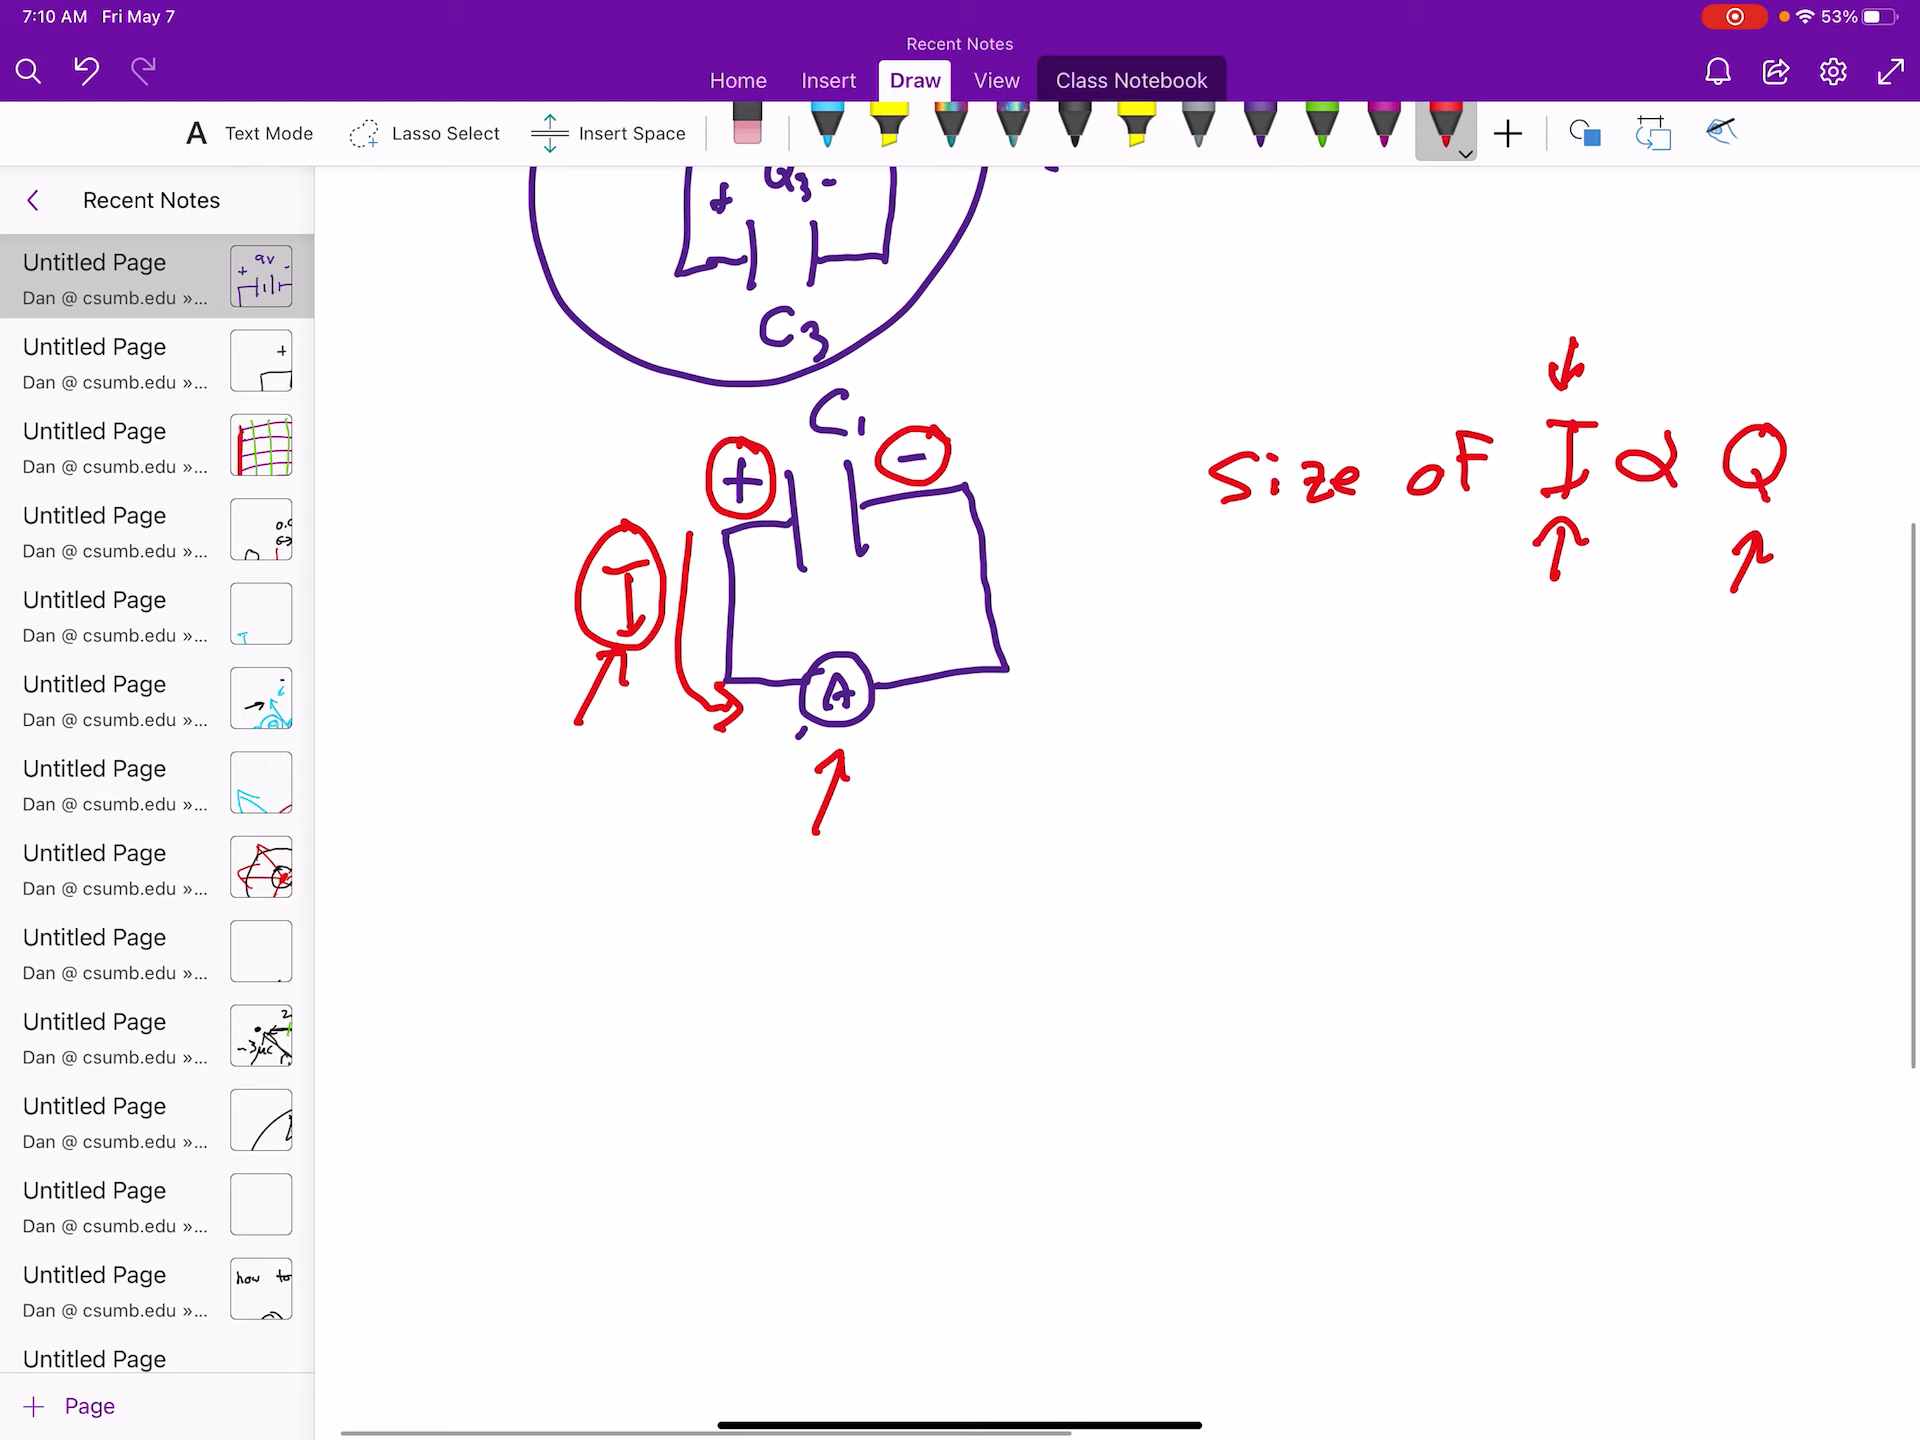 7:10 AM Fri May 7
53%
Recent Notes
Home Insert Draw View Class Notebook
A Text Mode Lasso Select Insert Space
Recent Notes
Untitled Page
Dan @ csumb.edu »...
9v
+ -
Untitled Page
Dan @ csumb.edu »...
+
Untitled Page
Dan @ csumb.edu »...
Untitled Page
Dan @ csumb.edu »...
Untitled Page
Dan @ csumb.edu »...
Untitled Page
Dan @ csumb.edu »...
Untitled Page
Dan @ csumb.edu »...
Untitled Page
Dan @ csumb.edu »...
Untitled Page
Dan @ csumb.edu »...
Untitled Page
Dan @ csumb.edu »...
2
-3μc
Untitled Page
Dan @ csumb.edu »...
Untitled Page
Dan @ csumb.edu »...
Untitled Page
Dan @ csumb.edu »...
how to
Untitled Page
+ Page
+ Q3 -
C3
C1
+ -
I
A
Size of I α Q